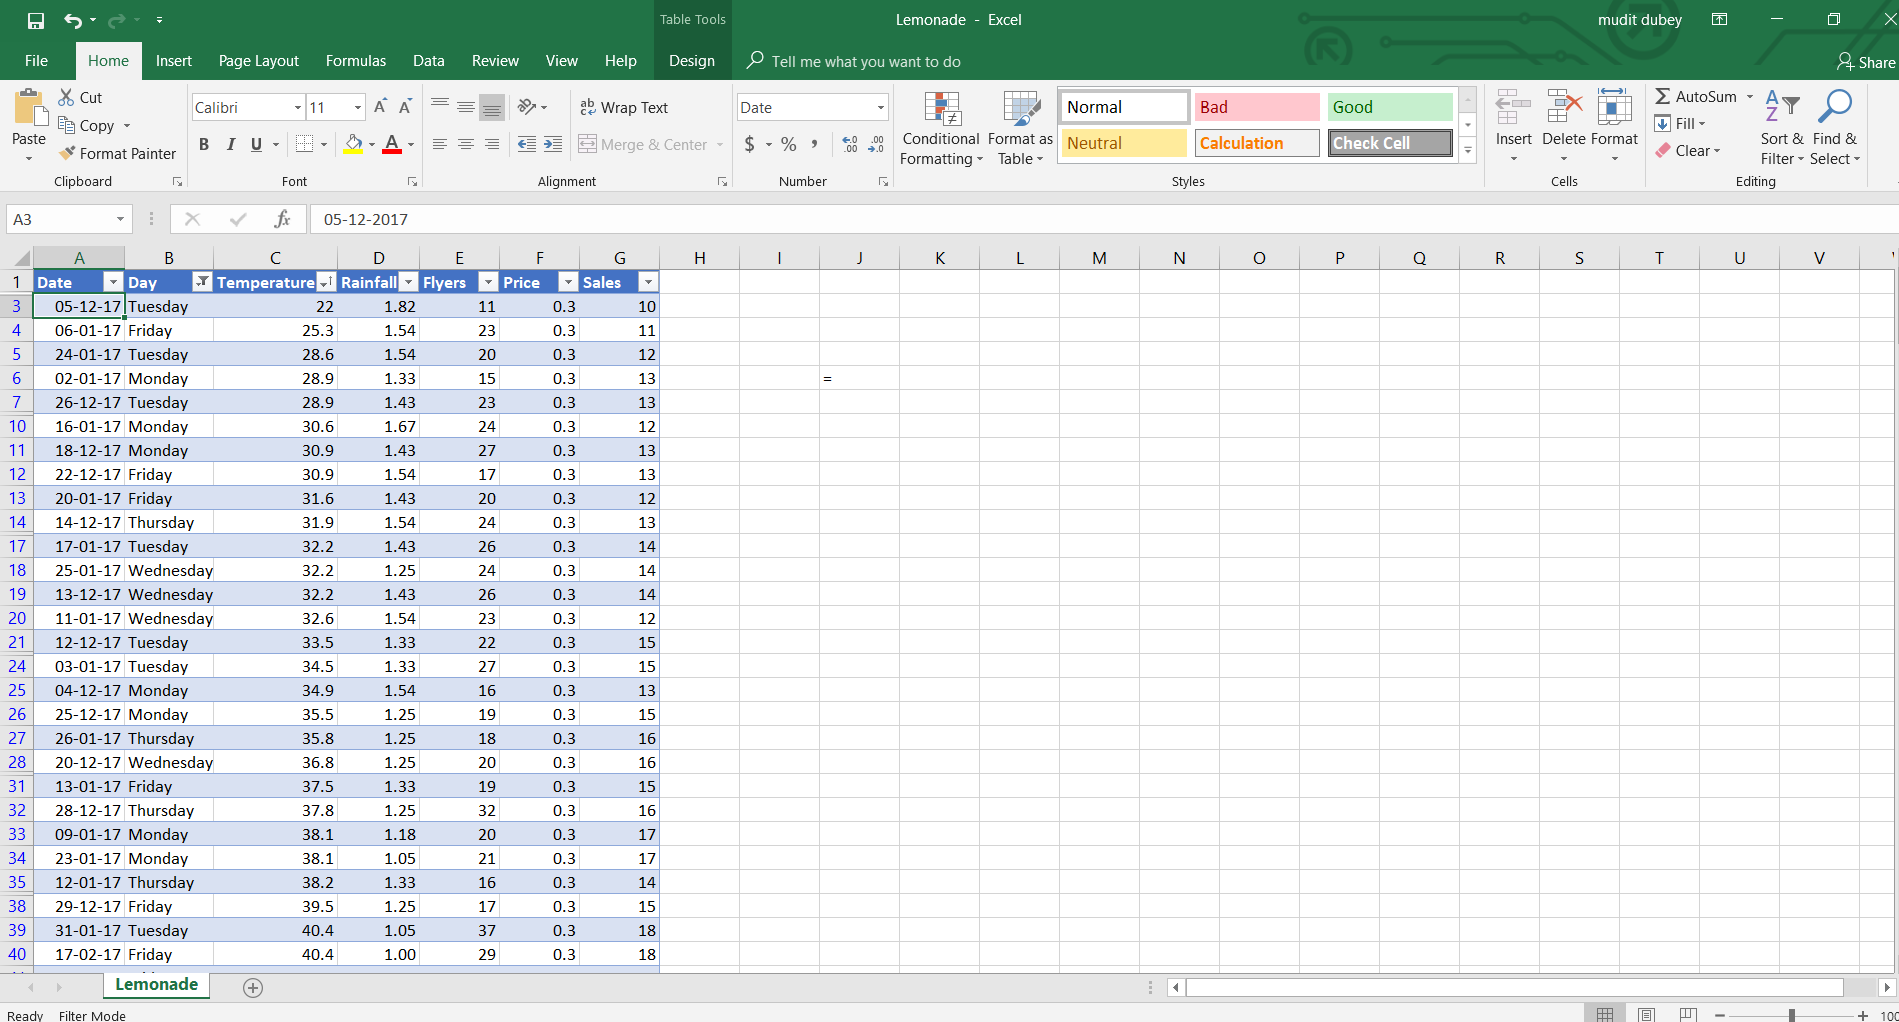 Table Tools
Lemonade - Excel
mudit dubey
File Home Insert Page Layout Formulas Data Review View Help Design Tell me what you want to do Share
Paste
Cut
Copy
Format Painter
Clipboard
Calibri 11
B I U
Font
Wrap Text
Merge & Center
Alignment
Date
$ % ,
Number
Conditional Formatting
Format as Table
Normal Bad Good
Neutral Calculation Check Cell
Styles
Insert Delete Format
Cells
AutoSum
Fill
Clear
Sort & Filter
Find & Select
Editing
A3 fx 05-12-2017
A B C D E F G H I J K L M N O P Q R S T U V
1 Date Day Temperature Rainfall Flyers Price Sales
3 05-12-17 Tuesday 22 1.82 11 0.3 10
4 06-01-17 Friday 25.3 1.54 23 0.3 11
5 24-01-17 Tuesday 28.6 1.54 20 0.3 12
6 02-01-17 Monday 28.9 1.33 15 0.3 13 =
7 26-12-17 Tuesday 28.9 1.43 23 0.3 13
10 16-01-17 Monday 30.6 1.67 24 0.3 12
11 18-12-17 Monday 30.9 1.43 27 0.3 13
12 22-12-17 Friday 30.9 1.54 17 0.3 13
13 20-01-17 Friday 31.6 1.43 20 0.3 12
14 14-12-17 Thursday 31.9 1.54 24 0.3 13
17 17-01-17 Tuesday 32.2 1.43 26 0.3 14
18 25-01-17 Wednesday 32.2 1.25 24 0.3 14
19 13-12-17 Wednesday 32.2 1.43 26 0.3 14
20 11-01-17 Wednesday 32.6 1.54 23 0.3 12
21 12-12-17 Tuesday 33.5 1.33 22 0.3 15
24 03-01-17 Tuesday 34.5 1.33 27 0.3 15
25 04-12-17 Monday 34.9 1.54 16 0.3 13
26 25-12-17 Monday 35.5 1.25 19 0.3 15
27 26-01-17 Thursday 35.8 1.25 18 0.3 16
28 20-12-17 Wednesday 36.8 1.25 20 0.3 16
31 13-01-17 Friday 37.5 1.33 19 0.3 15
32 28-12-17 Thursday 37.8 1.25 32 0.3 16
33 09-01-17 Monday 38.1 1.18 20 0.3 17
34 23-01-17 Monday 38.1 1.05 21 0.3 17
35 12-01-17 Thursday 38.2 1.33 16 0.3 14
38 29-12-17 Friday 39.5 1.25 17 0.3 15
39 31-01-17 Tuesday 40.4 1.05 37 0.3 18
40 17-02-17 Friday 40.4 1.00 29 0.3 18
Lemonade
Ready Filter Mode